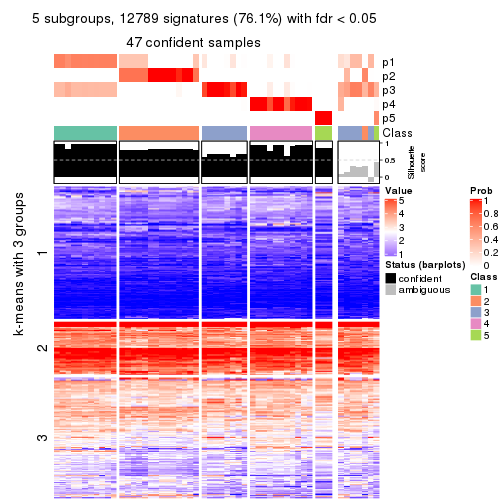 5 subgroups, 12789 signatures (76.1%) with fdr < 0.05
47 confident samples
p1
p2
p3
p4
p5
Class
1
0.5
0
Silhouette
score
k-means with 3 groups
1
2
3
Value
5
4
3
2
1
Status (barplots)
confident
ambiguous
Prob
1
0.8
0.6
0.4
0.2
0
Class
1
2
3
4
5